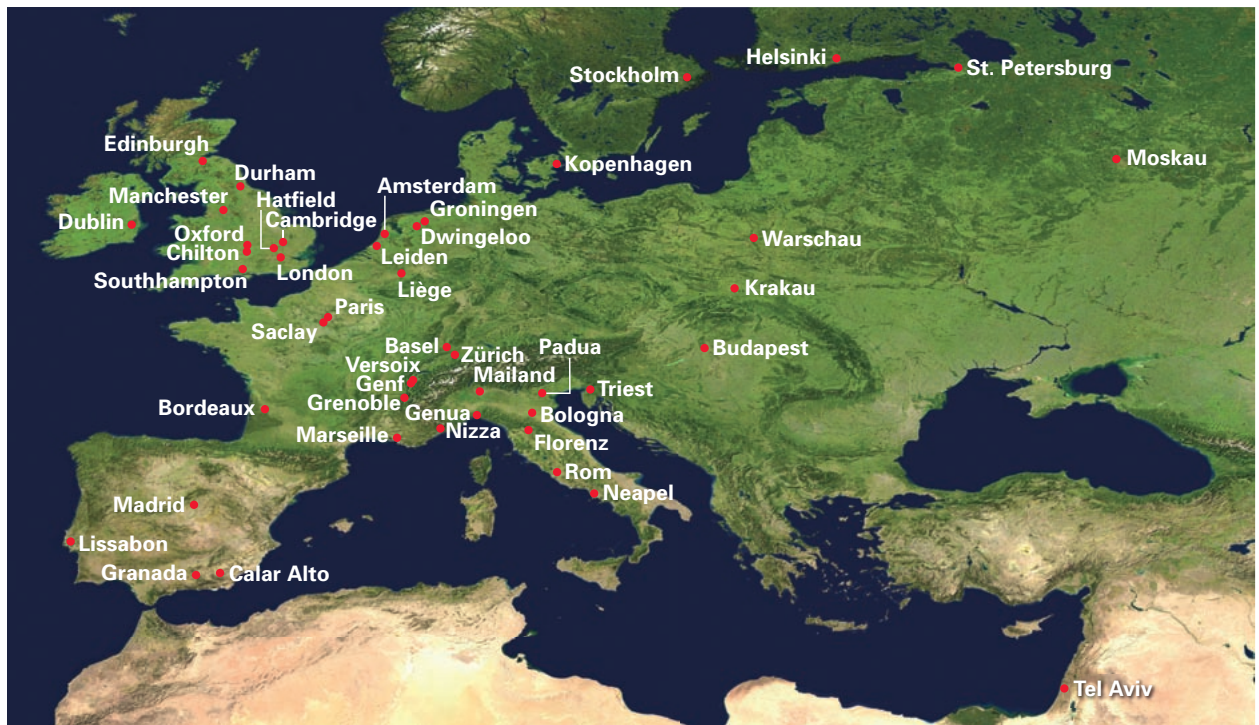 Helsinki
St. Petersburg
Stockholm
Edinburgh
Moskau
Kopenhagen
Durham
Amsterdam
Manchester
Hatfield
Groningen
Dublin
Cambridge
Oxford
Dwingeloo
Warschau
Chilton
Leiden
Southhampton
London
Liège
Krakau
Paris
Saclay
Basel
Zürich
Padua
Budapest
Versoix
Mailand
Genf
Triest
Grenoble
Bordeaux
Genua
Bologna
Marseille
Nizza
Florenz
Rom
Neapel
Madrid
Lissabon
Granada
Calar Alto
Tel Aviv